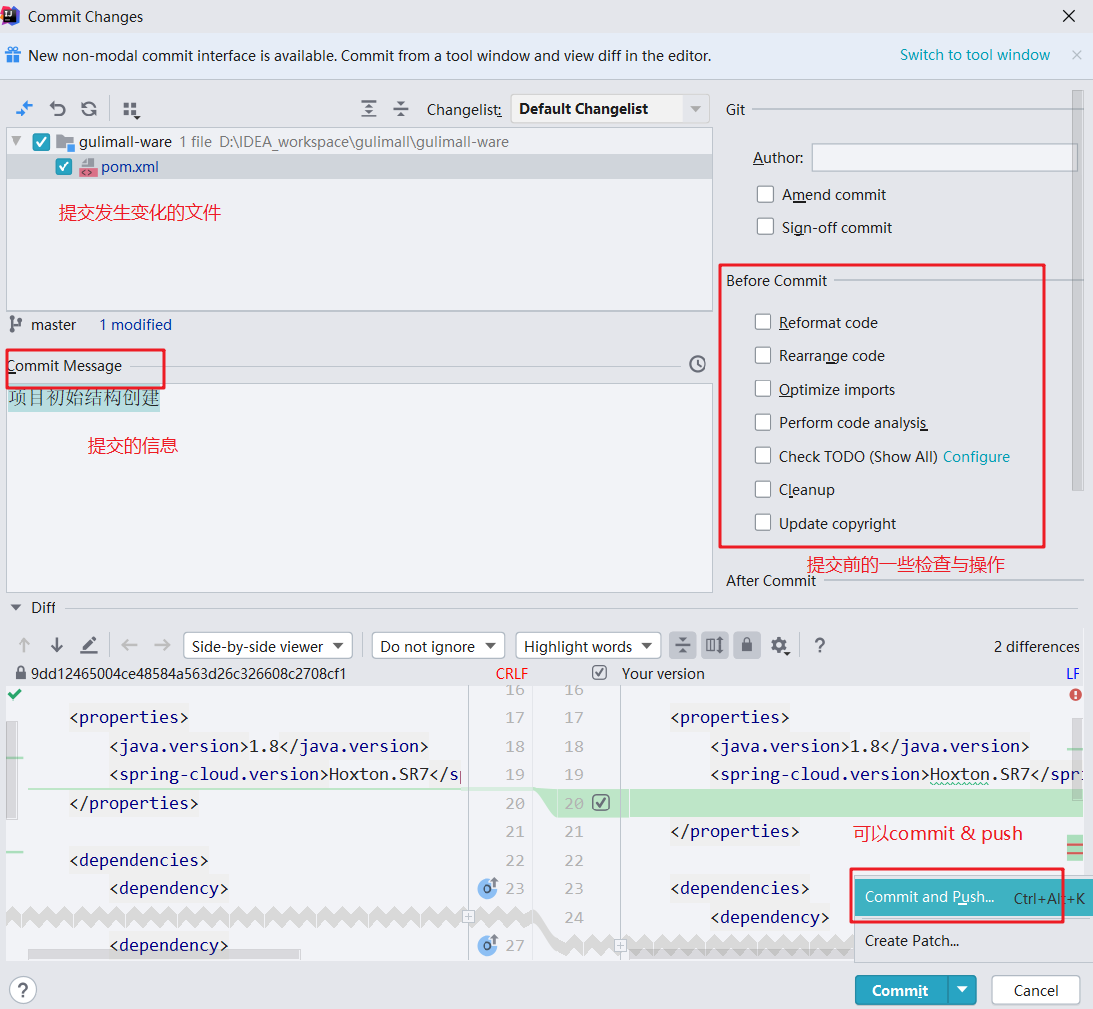 Commit Changes
New non-modal commit interface is available. Commit from a tool window and view diff in the editor.
Switch to tool window
Changelist:
Default Changelist
gulimall-ware 1 file D:\IDEA_workspace\gulimall\gulimall-ware
pom.xml
提交发生变化的文件
master
1 modified
Commit Message
项目初始结构创建
提交的信息
Git
Author:
Amend commit
Sign-off commit
Before Commit
Reformat code
Rearrange code
Optimize imports
Perform code analysis
Check TODO (Show All) Configure
Cleanup
Update copyright
提交前的一些检查与操作
After Commit
Diff
Side-by-side viewer
Do not ignore
Highlight words
?
2 differences
9dd12465004ce48584a563d26c326608c2708cf1
CRLF
Your version
LF
16
<properties> 17
<java.version>1.8</java.version> 18
<spring-cloud.version>Hoxton.SR7</sp 19
</properties> 20
21
<dependencies> 22
<dependency> 23
<dependency> 27
16
17 <properties>
18 <java.version>1.8</java.version>
19 <spring-cloud.version>Hoxton.SR7</spri
20
21 </properties>
22
23 <dependencies>
24 <dependency>
可以commit & push
Commit and Push... Ctrl+Alt+K
Create Patch...
?
Commit
Cancel